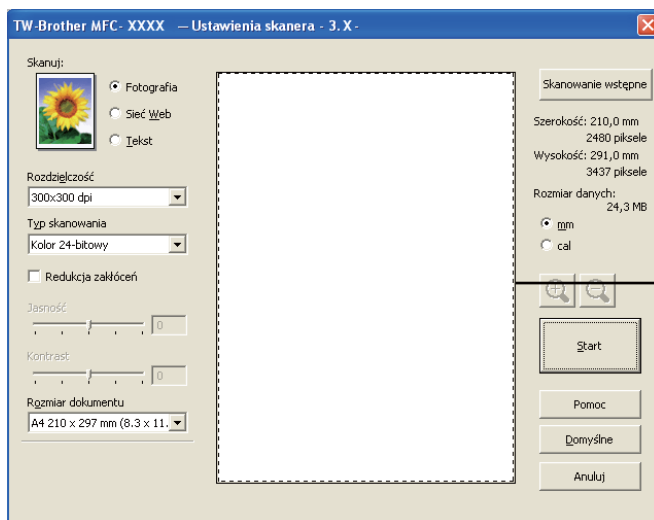 TW-Brother MFC- XXXX — Ustawienia skanera - 3. X -
Skanuj:
Fotografia
Sieć Web
Tekst
Rozdzielczość
300x300 dpi
Typ skanowania
Kolor 24-bitowy
Redukcja zakłóceń
Jasność
0
Kontrast
0
Rozmiar dokumentu
A4 210 x 297 mm (8.3 x 11.
Skanowanie wstępne
Szerokość: 210,0 mm
2480 piksele
Wysokość: 291,0 mm
3437 piksele
Rozmiar danych:
24,3 MB
mm
cal
Start
Pomoc
Domyślne
Anuluj